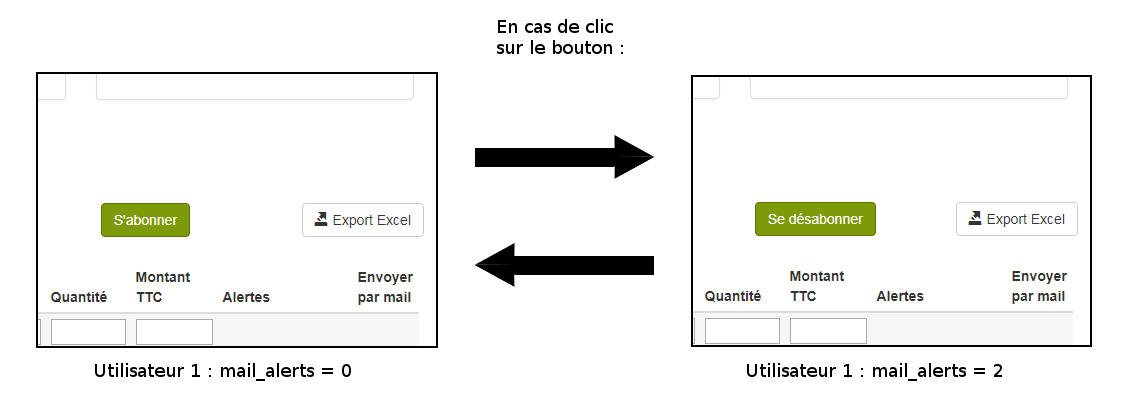 En cas de clic
sur le bouton :
S'abonner
Export Excel
Montant
Envoyer
Quantité
TTC
Alertes
par mail
Utilisateur 1 : mail_alerts = 0
Se désabonner
Export Excel
Montant
Envoyer
Quantité
TTC
Alertes
par mail
Utilisateur 1 : mail_alerts = 2